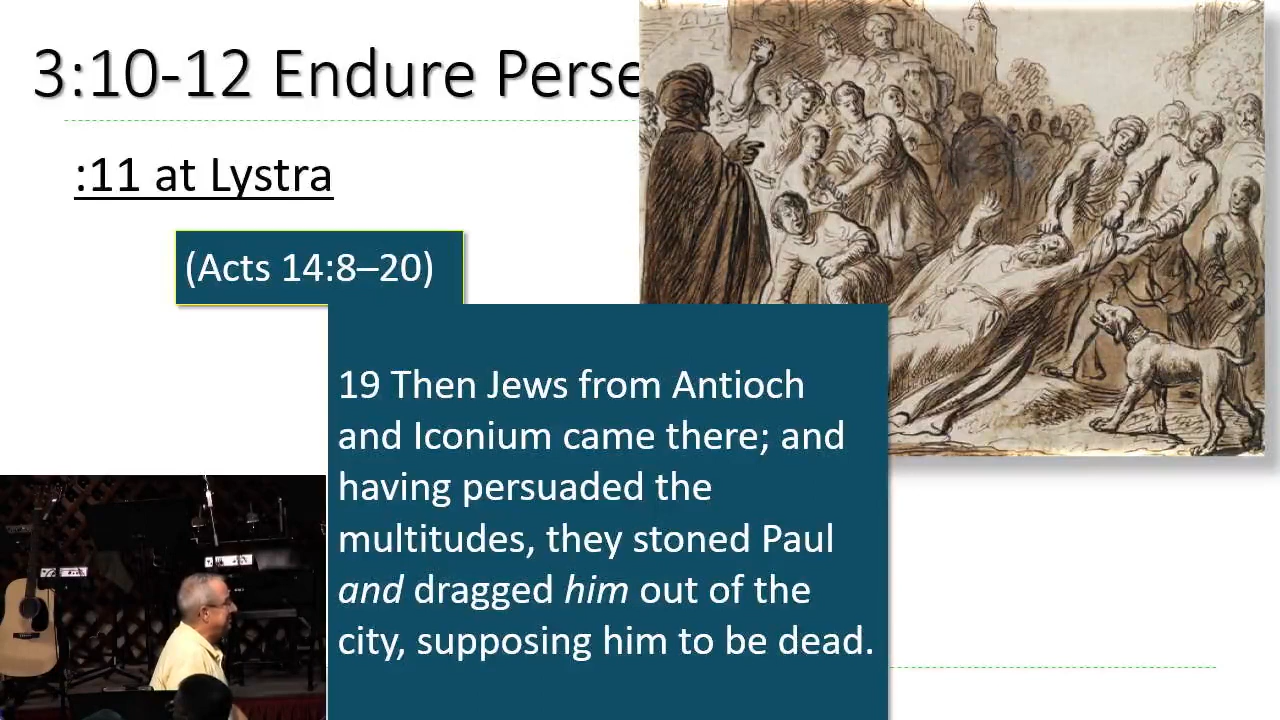 3:10-12 Endure Perse
:11 at Lystra
(Acts 14:8–20)
19 Then Jews from Antioch
and Iconium came there; and
having persuaded the
multitudes, they stoned Paul
and dragged him out of the
city, supposing him to be dead.